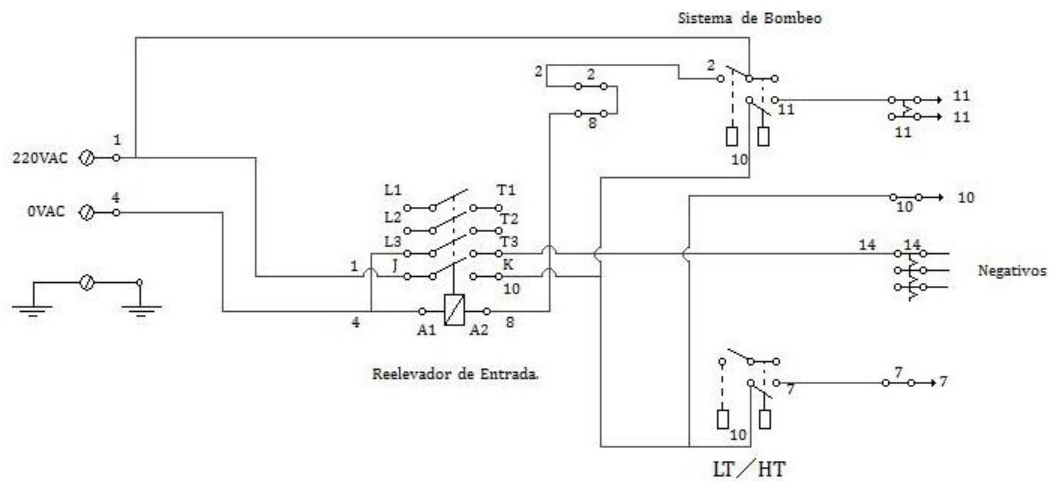 Sistema de Bombeo
2
2
2
11
11
11
11
8
1
220VAC
10
4
0VAC
L1
T1
10
10
L2
T2
L3
T3
14
14
1
J
K
10
Negativos
4
A1
A2
8
Reelevador de Entrada.
7
7
7
10
LT/HT